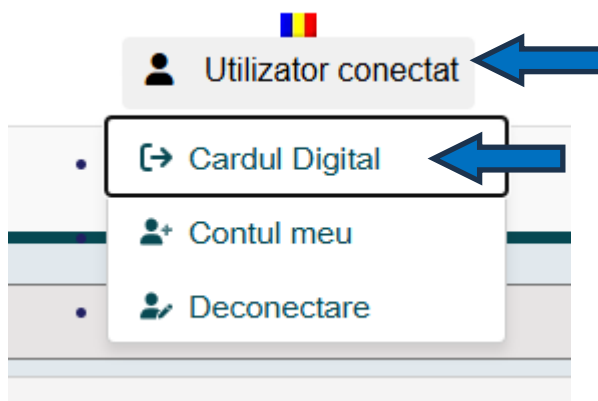 Utilizator conectat
Cardul Digital
Contul meu
Deconectare